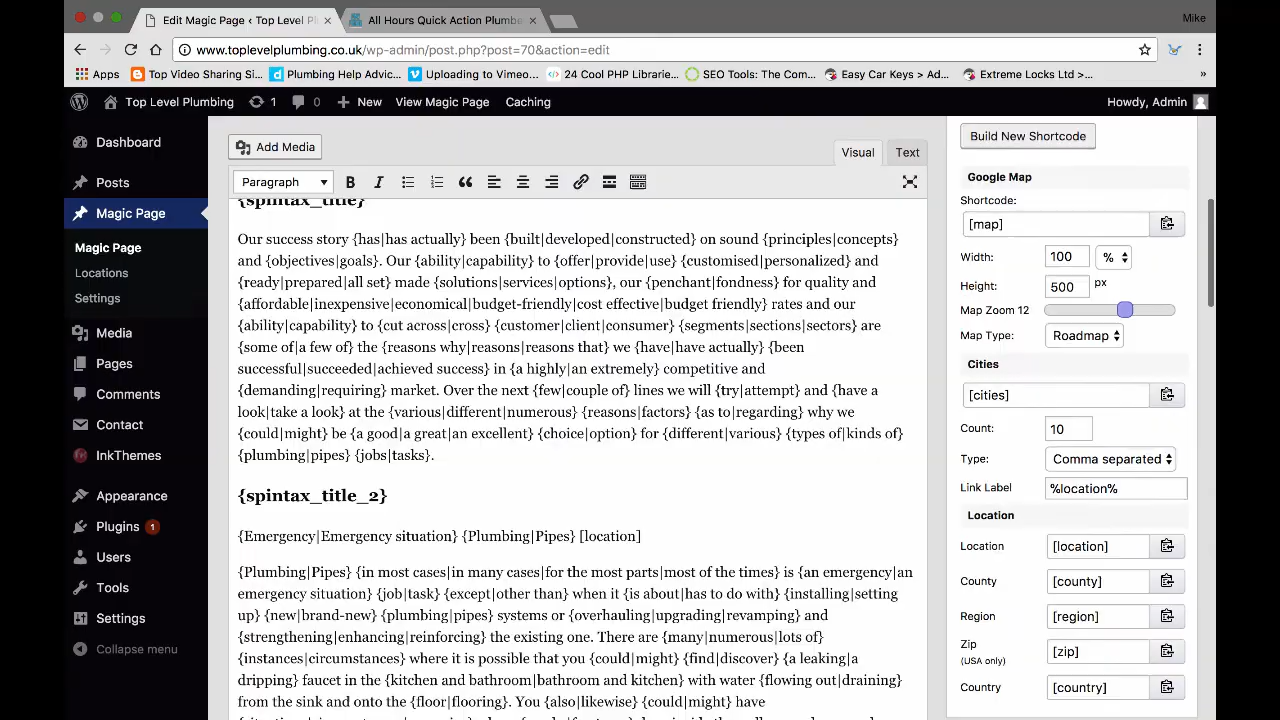 Edit Magic Page ‹ Top Level Pl
All Hours Quick Action Plumbe
Mike
www.toplevelplumbing.co.uk/wp-admin/post.php?post=70&action=edit
Apps
Top Video Sharing Si...
Plumbing Help Advic...
Uploading to Vimeo...
24 Cool PHP Librarie...
SEO Tools: The Com...
Easy Car Keys > Ad...
Extreme Locks Ltd >...
»
Top Level Plumbing
1
0
New
View Magic Page
Caching
Howdy, Admin
Dashboard
Posts
Magic Page
Magic Page
Locations
Settings
Media
Pages
Comments
Contact
InkThemes
Appearance
Plugins 1
Users
Tools
Settings
Collapse menu
Add Media
Visual
Text
Paragraph
{spintax_title}
Our success story {has|has actually} been {built|developed|constructed} on sound {principles|concepts}
and {objectives|goals}. Our {ability|capability} to {offer|provide|use} {customised|personalized} and
{ready|prepared|all set} made {solutions|services|options}, our {penchant|fondness} for quality and
{affordable|inexpensive|economical|budget-friendly|cost effective|budget friendly} rates and our
{ability|capability} to {cut across|cross} {customer|client|consumer} {segments|sections|sectors} are
{some of|a few of} the {reasons why|reasons|reasons that} we {have|have actually} {been
successful|succeeded|achieved success} in {a highly|an extremely} competitive and
{demanding|requiring} market. Over the next {few|couple of} lines we will {try|attempt} and {have a
look|take a look} at the {various|different|numerous} {reasons|factors} {as to|regarding} why we
{could|might} be {a good|a great|an excellent} {choice|option} for {different|various} {types of|kinds of}
{plumbing|pipes} {jobs|tasks}.
{spintax_title_2}
{Emergency|Emergency situation} {Plumbing|Pipes} [location]
{Plumbing|Pipes} {in most cases|in many cases|for the most parts|most of the times} is {an emergency|an
emergency situation} {job|task} {except|other than} when it {is about|has to do with} {installing|setting
up} {new|brand-new} {plumbing|pipes} systems or {overhauling|upgrading|revamping} and
{strengthening|enhancing|reinforcing} the existing one. There are {many|numerous|lots of}
{instances|circumstances} where it is possible that you {could|might} {find|discover} {a leaking|a
dripping} faucet in the {kitchen and bathroom|bathroom and kitchen} with water {flowing out|draining}
from the sink and onto the {floor|flooring}. You {also|likewise} {could|might} have
Build New Shortcode
Google Map
Shortcode:
[map]
Width: 100 %
Height: 500 px
Map Zoom 12
Map Type: Roadmap
Cities
[cities]
Count: 10
Type: Comma separated
Link Label %location%
Location
Location [location]
County [county]
Region [region]
Zip [zip]
(USA only)
Country [country]